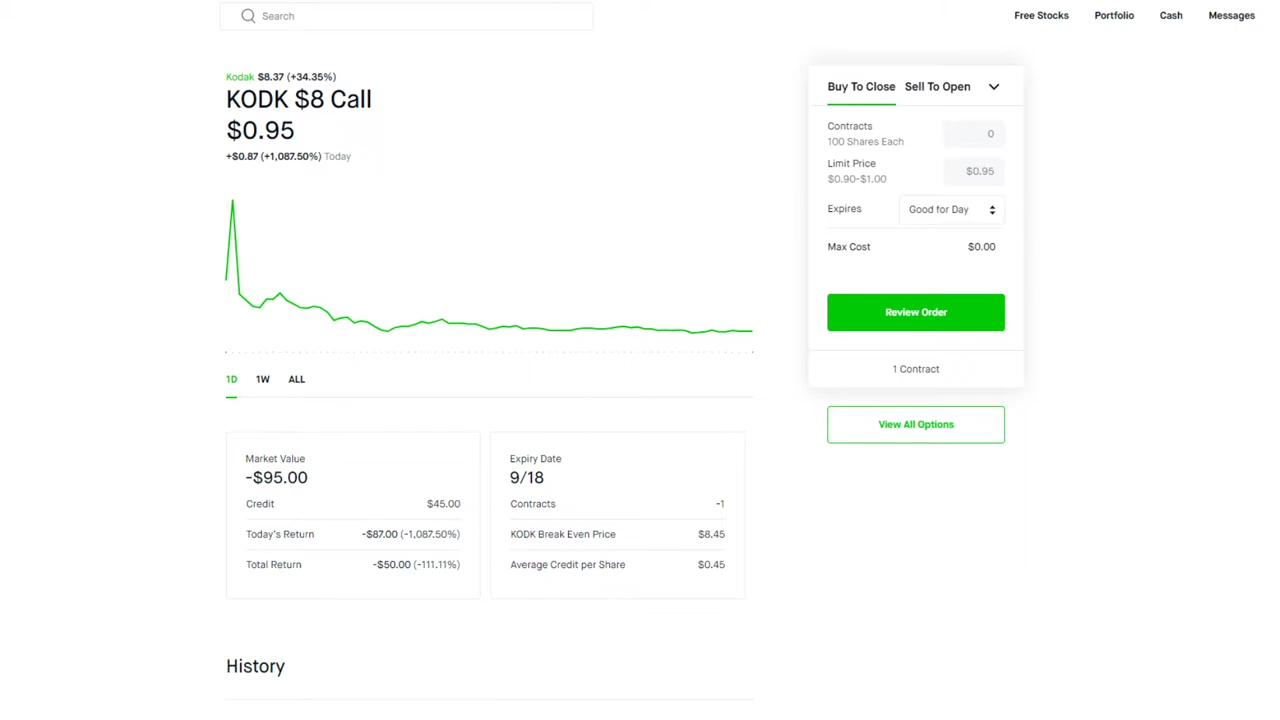 Search
Free Stocks
Portfolio
Cash
Messages
Kodak $8.37 (+34.35%)
KODK $8 Call
$0.95
+$0.87 (+1,087.50%) Today
1D
1W
ALL
Market Value
-$95.00
Credit
$45.00
Today's Return
-$87.00 (-1,087.50%)
Total Return
-$50.00 (-111.11%)
Expiry Date
9/18
Contracts
-1
KODK Break Even Price
$8.45
Average Credit per Share
$0.45
History
Buy To Close
Sell To Open
Contracts
100 Shares Each
0
Limit Price
$0.90-$1.00
$0.95
Expires
Good for Day
Max Cost
$0.00
Review Order
1 Contract
View All Options